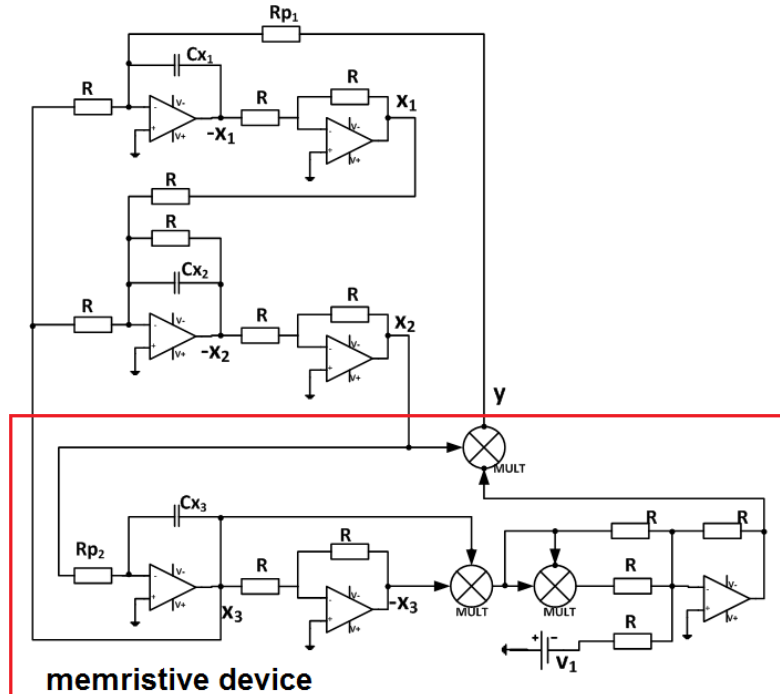 Rp₁
Cx₁
R
V-
V+
-x₁
R
R
V-
V+
x₁
R
R
Cx₂
R
V-
V+
-x₂
R
R
V-
V+
x₂
y
MULT
Cx₃
Rp₂
V-
V+
x₃
R
R
V-
V+
-x₃
MULT
MULT
R
R
R
R
V-
V+
+ -
v₁
memristive device